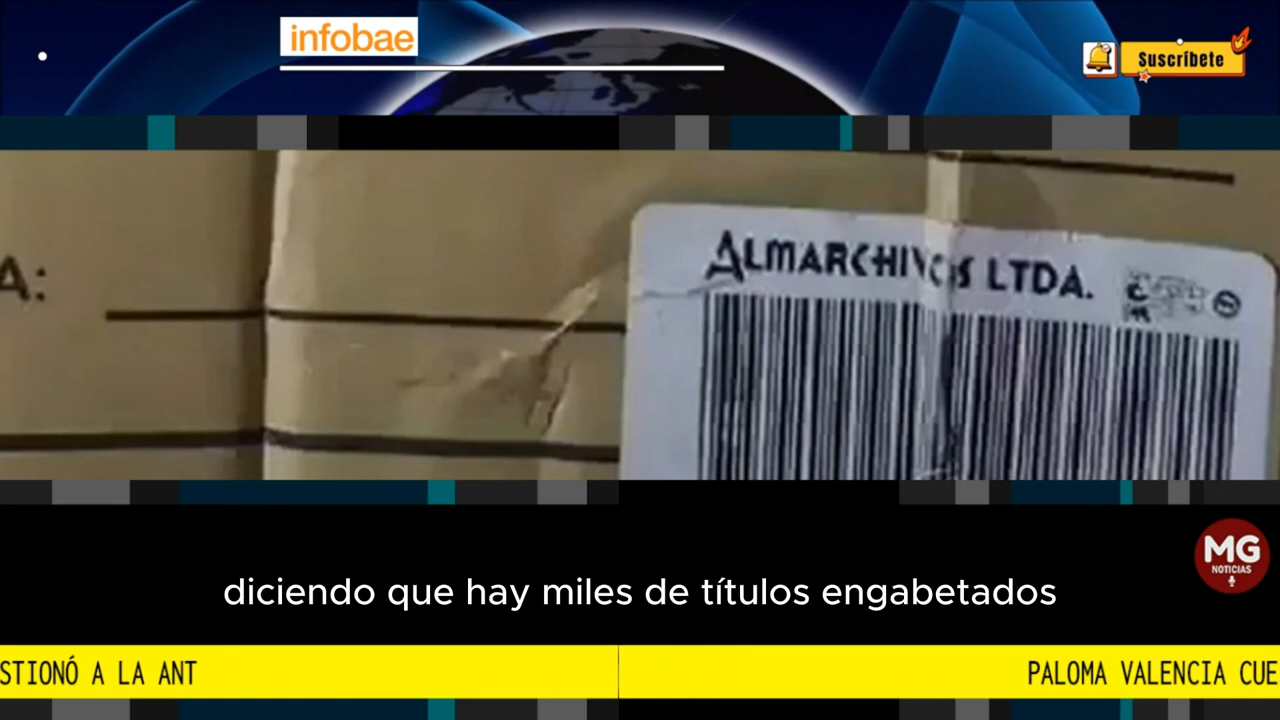 infobae
Suscríbete
A:
ALMARCHIVOS LTDA.
MG
NOTICIAS
diciendo que hay miles de títulos engabetados
STIONÓ A LA ANT
PALOMA VALENCIA CUE